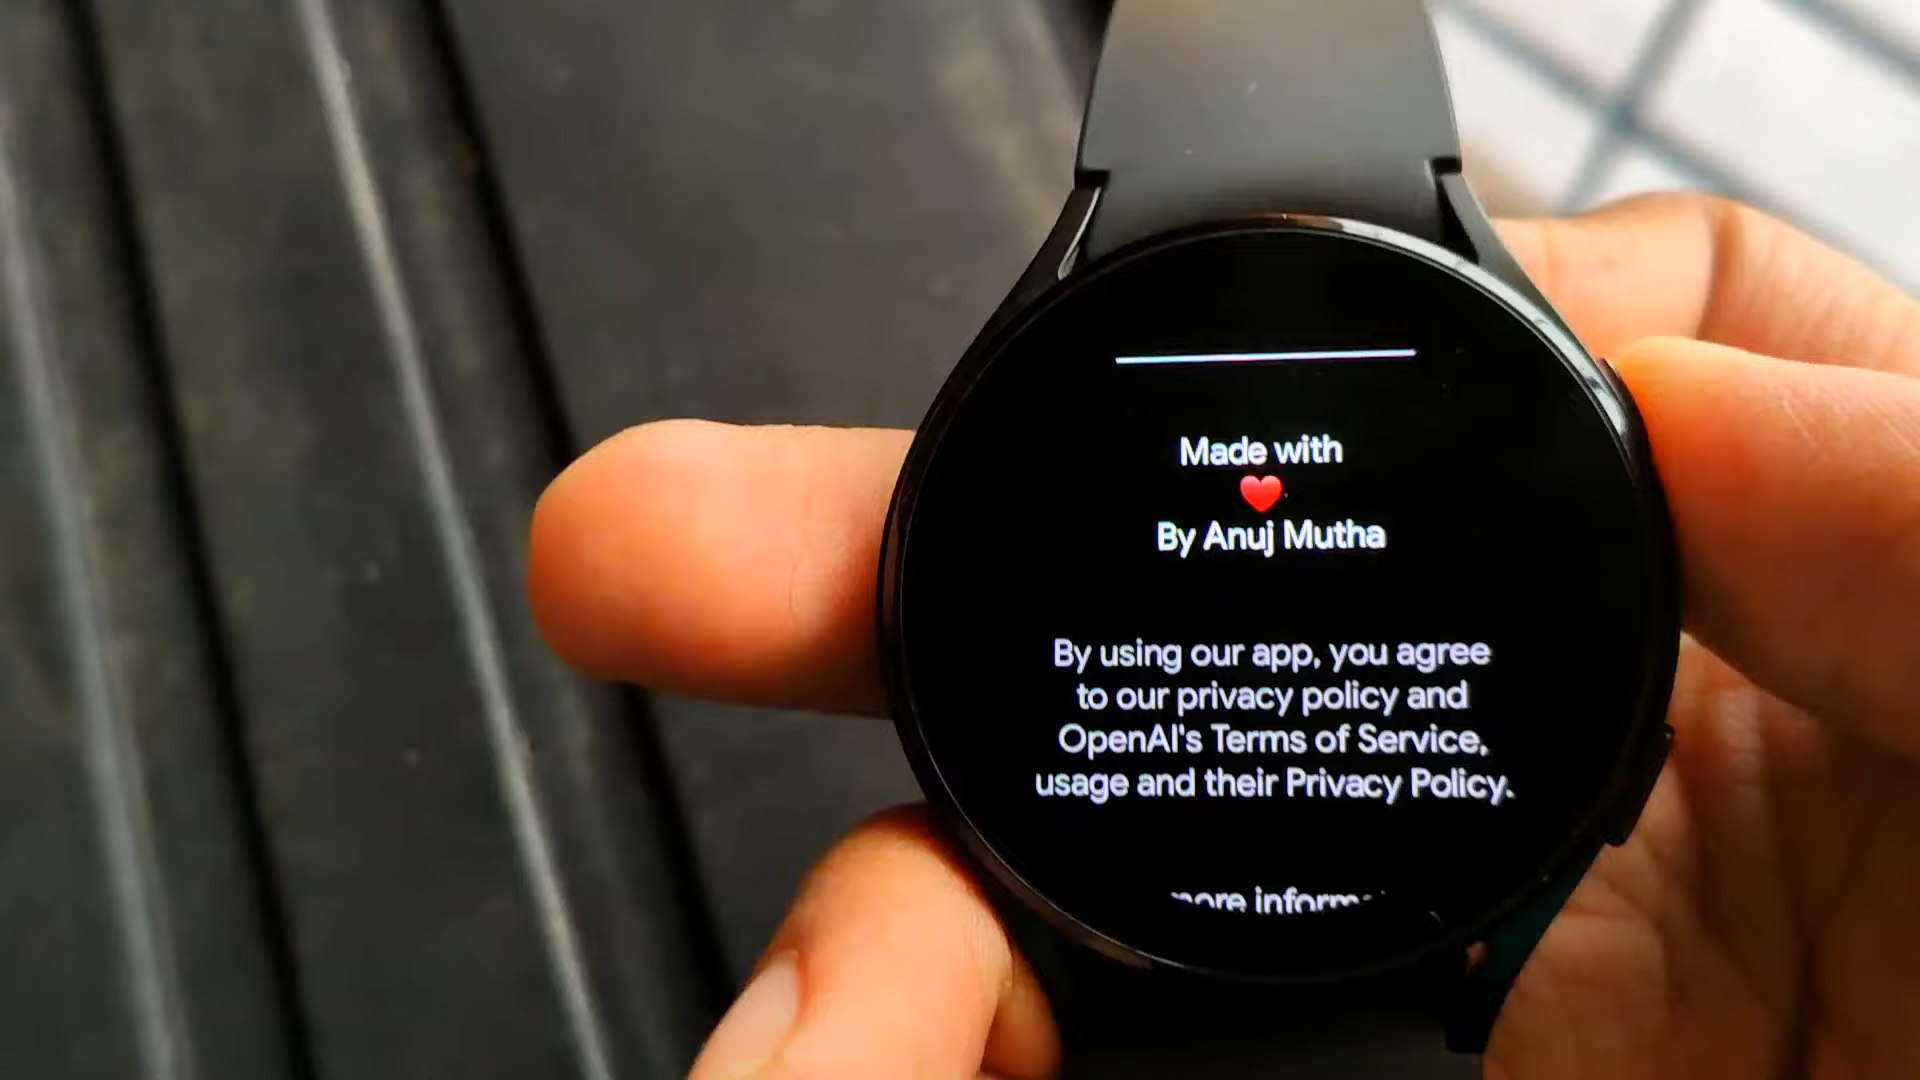 Made with
❤️
By Anuj Mutha
By using our app, you agree
to our privacy policy and
OpenAI's Terms of Service,
usage and their Privacy Policy.
more